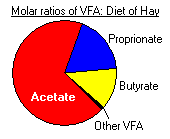 Molar ratios of VFA: Diet of Hay
Proprionate
Butyrate
Acetate
Other VFA